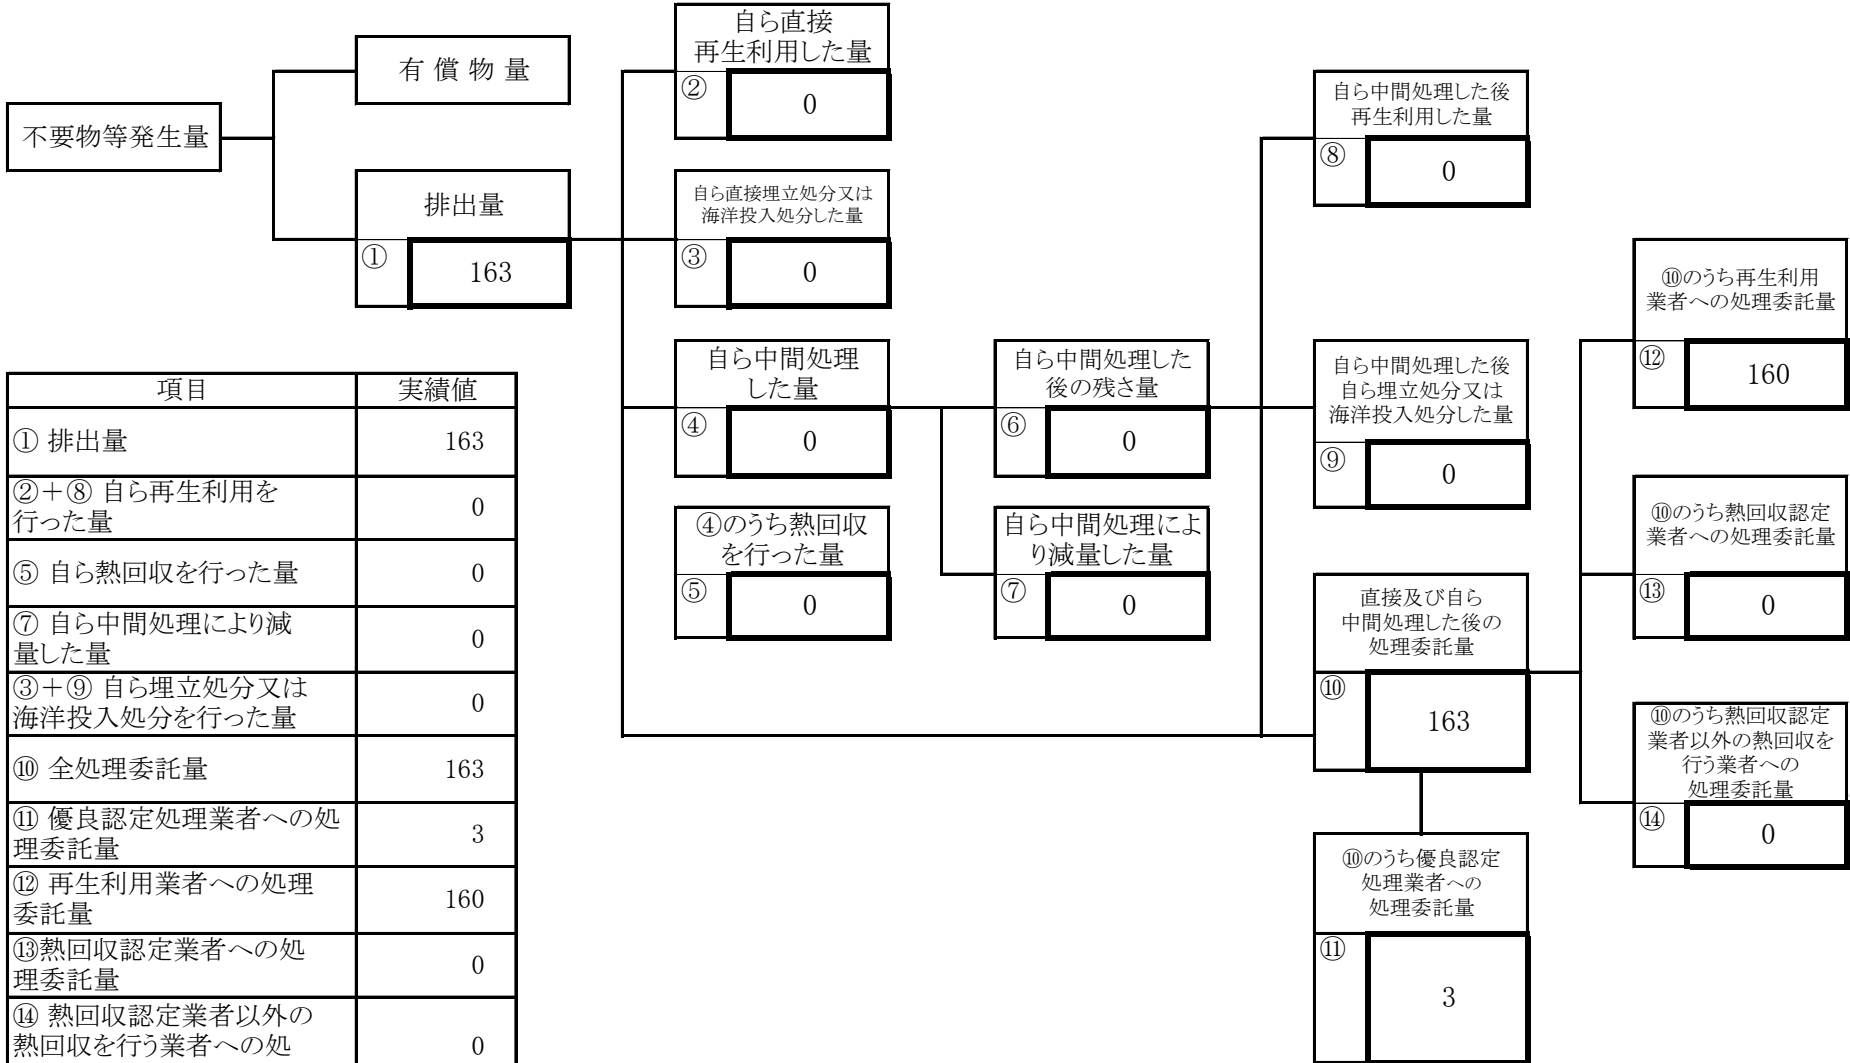 不要物等発生量
有 償 物 量
排出量
①
163
自ら直接
再生利用した量
②
0
自ら直接埋立処分又は
海洋投入処分した量
③
0
自ら中間処理
した量
④
0
④のうち熱回収
を行った量
⑤
0
自ら中間処理した
後の残さ量
⑥
0
自ら中間処理によ
り減量した量
⑦
0
自ら中間処理した後
再生利用した量
⑧
0
自ら中間処理した後
自ら埋立処分又は
海洋投入処分した量
⑨
0
直接及び自ら
中間処理した後の
処理委託量
⑩
163
⑩のうち優良認定
処理業者への
処理委託量
⑪
3
⑩のうち再生利用
業者への処理委託量
⑫
160
⑩のうち熱回収認定
業者への処理委託量
⑬
0
⑩のうち熱回収認定
業者以外の熱回収を
行う業者への
処理委託量
⑭
0
項目 実績値
① 排出量 163
②＋⑧ 自ら再生利用を
行った量 0
⑤ 自ら熱回収を行った量 0
⑦ 自ら中間処理により減
量した量 0
③＋⑨ 自ら埋立処分又は
海洋投入処分を行った量 0
⑩ 全処理委託量 163
⑪ 優良認定処理業者への処
理委託量 3
⑫ 再生利用業者への処理
委託量 160
⑬熱回収認定業者への処
理委託量 0
⑭ 熱回収認定業者以外の
熱回収を行う業者への処 0